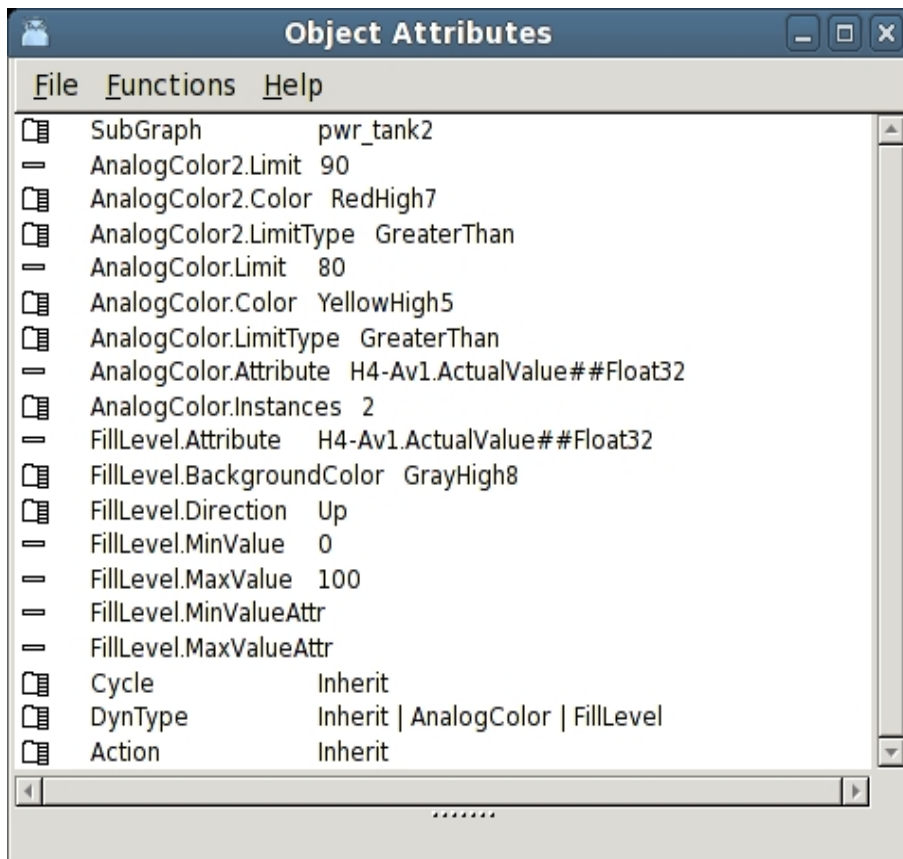 Object Attributes
File Functions Help
SubGraph pwr_tank2
AnalogColor2.Limit 90
AnalogColor2.Color RedHigh7
AnalogColor2.LimitType GreaterThan
AnalogColor.Limit 80
AnalogColor.Color YellowHigh5
AnalogColor.LimitType GreaterThan
AnalogColor.Attribute H4-Av1.ActualValue##Float32
AnalogColor.Instances 2
FillLevel.Attribute H4-Av1.ActualValue##Float32
FillLevel.BackgroundColor GrayHigh8
FillLevel.Direction Up
FillLevel.MinValue 0
FillLevel.MaxValue 100
FillLevel.MinValueAttr
FillLevel.MaxValueAttr
Cycle Inherit
DynType Inherit | AnalogColor | FillLevel
Action Inherit